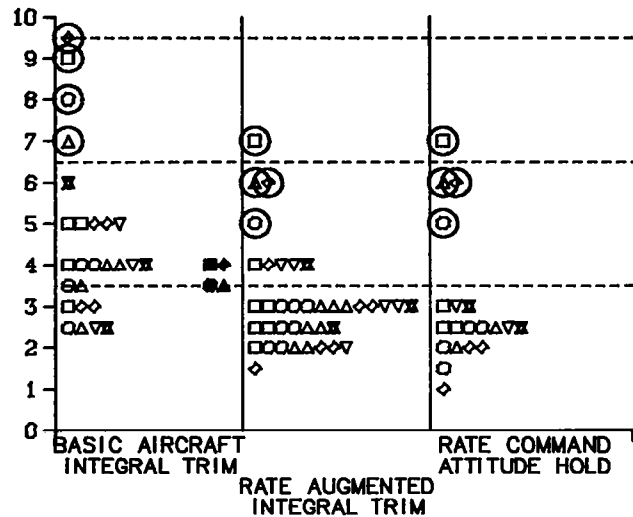 10
9
8
7
6
5
4
3
2
1
0
BASIC AIRCRAFT
INTEGRAL TRIM
RATE AUGMENTED
INTEGRAL TRIM
RATE COMMAND
ATTITUDE HOLD